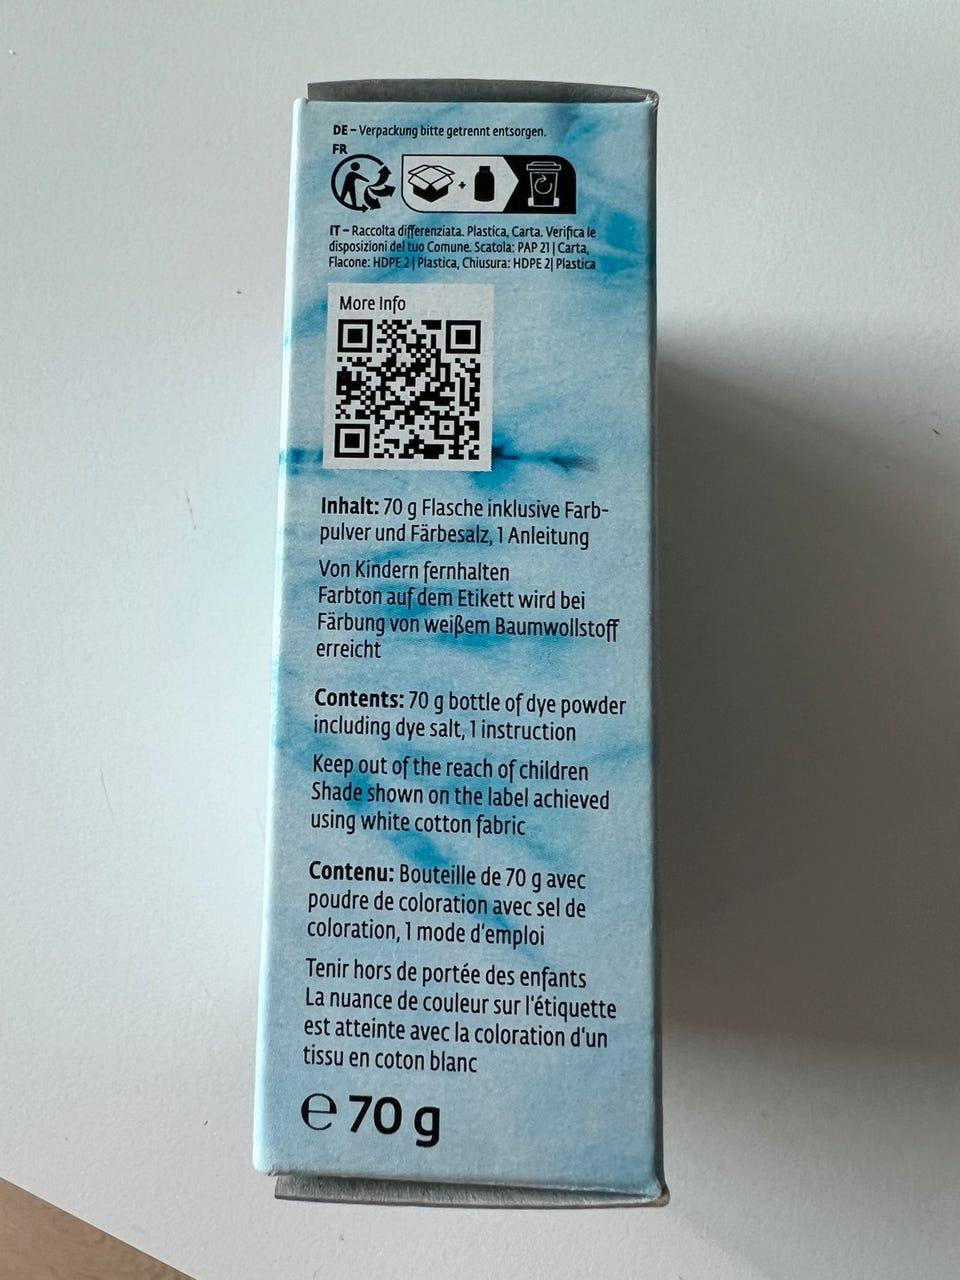 DE – Verpackung bitte getrennt entsorgen.
FR
IT – Raccolta differenziata. Plastica, Carta. Verifica le
disposizioni del tuo Comune. Scatola: PAP 21 | Carta,
Flacone: HDPE 2 | Plastica, Chiusura: HDPE 2| Plastica
More Info
Inhalt: 70 g Flasche inklusive Farb-
pulver und Färbesalz, 1 Anleitung
Von Kindern fernhalten
Farbton auf dem Etikett wird bei
Färbung von weißem Baumwollstoff
erreicht
Contents: 70 g bottle of dye powder
including dye salt, 1 instruction
Keep out of the reach of children
Shade shown on the label achieved
using white cotton fabric
Contenu: Bouteille de 70 g avec
poudre de coloration avec sel de
coloration, 1 mode d'emploi
Tenir hors de portée des enfants
La nuance de couleur sur l'étiquette
est atteinte avec la coloration d'un
tissu en coton blanc
℮ 70 g